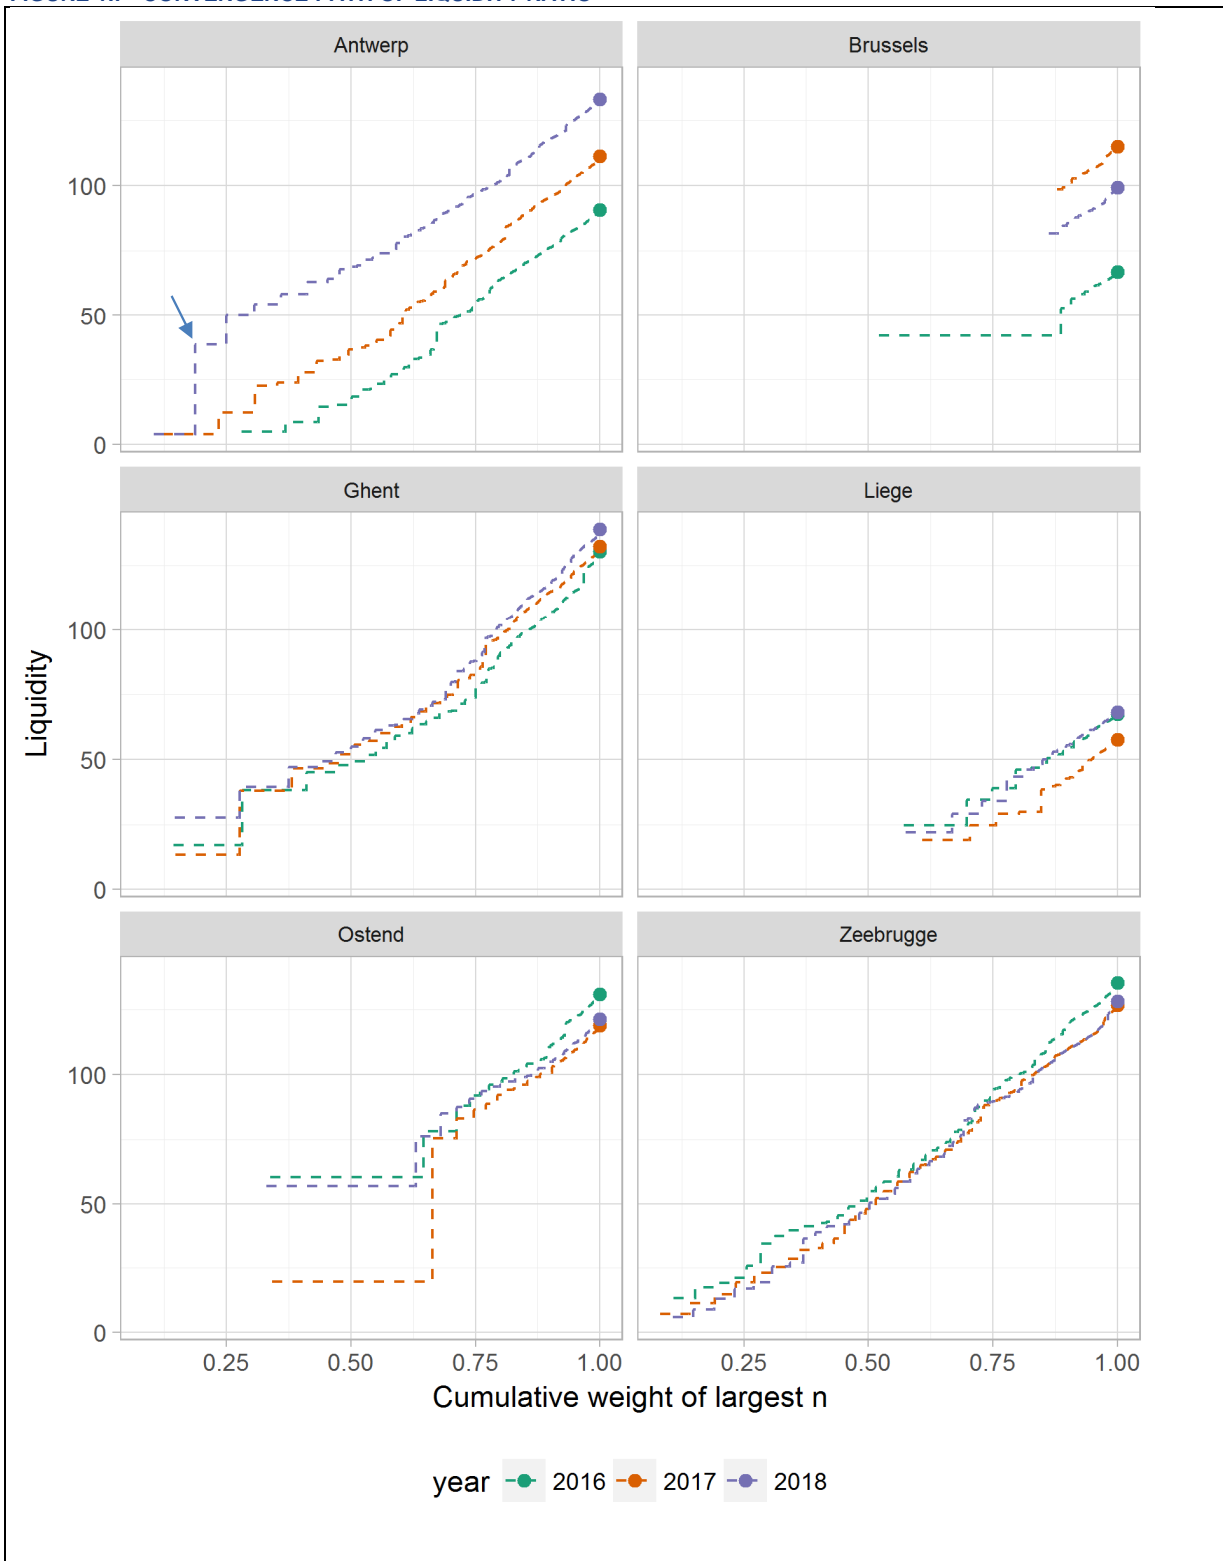 Antwerp
Brussels
100
50
0
Ghent
Liege
100
50
0
Liquidity
Ostend
Zeebrugge
100
50
0
0.25 0.50 0.75 1.00 0.25 0.50 0.75 1.00
Cumulative weight of largest n
year 2016 2017 2018